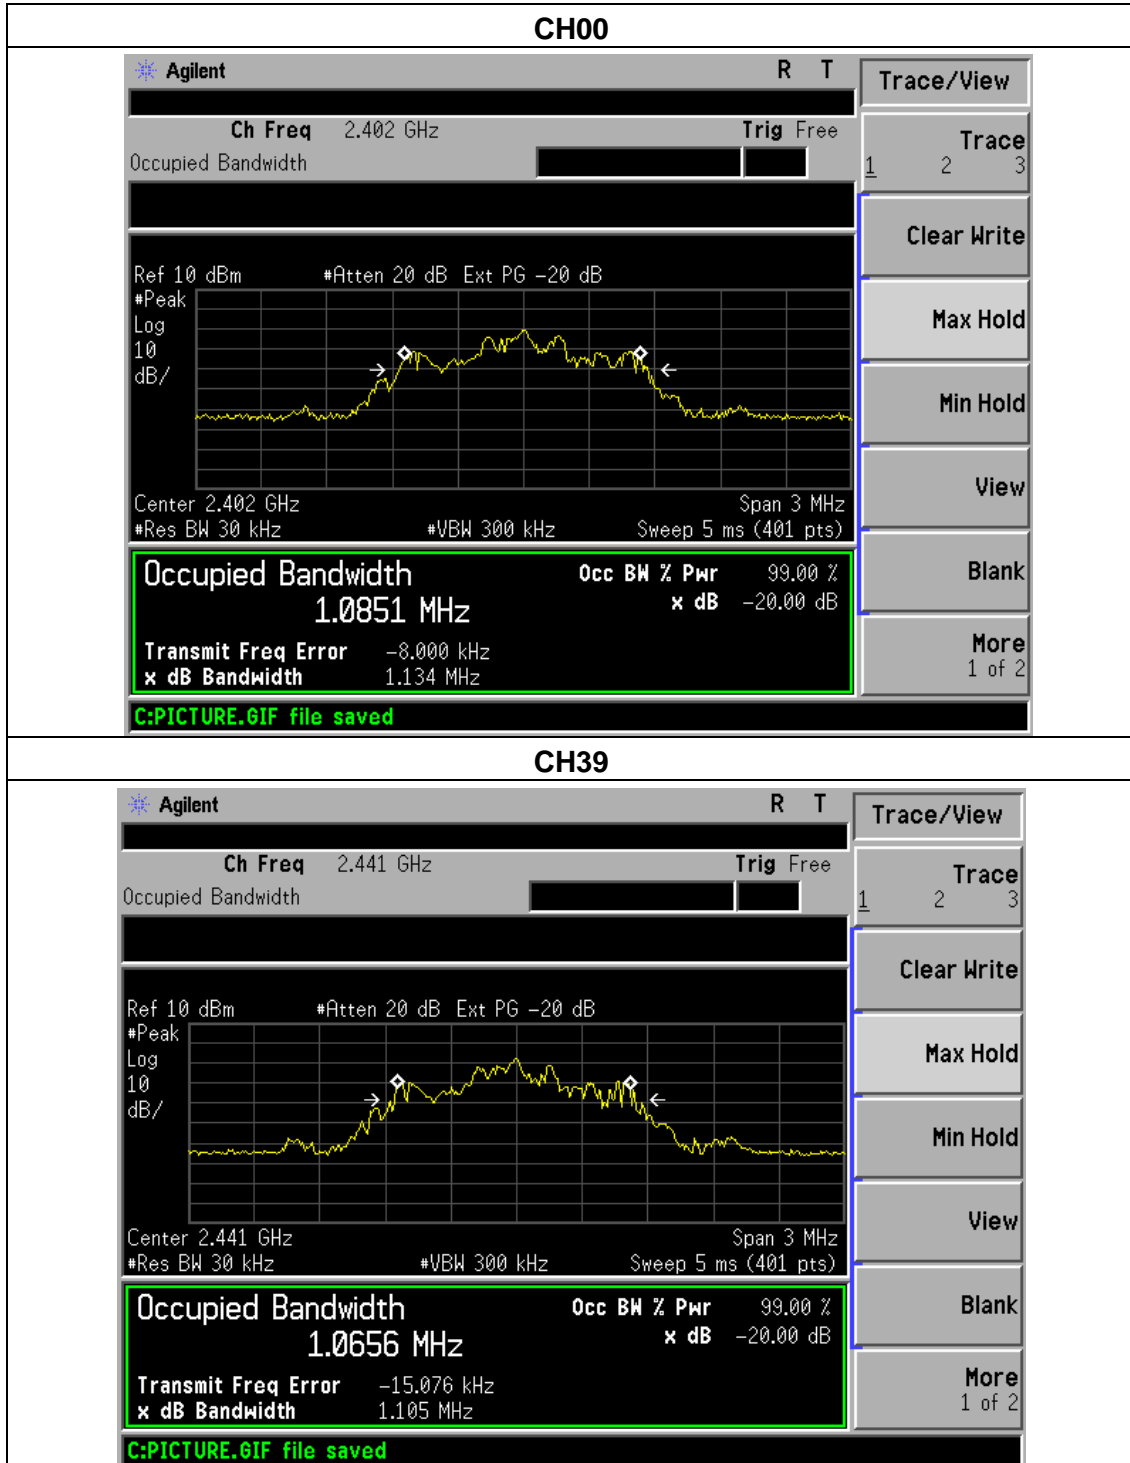 CH00
Agilent R T
Trace/View
Ch Freq 2.402 GHz Trig Free
Occupied Bandwidth
Trace
1 2 3
Clear Write
Ref 10 dBm #Atten 20 dB Ext PG -20 dB
#Peak
Log
10
dB/
Max Hold
Min Hold
View
Center 2.402 GHz Span 3 MHz
#Res BW 30 kHz #VBW 300 kHz Sweep 5 ms (401 pts)
Occupied Bandwidth Occ BW % Pwr 99.00 %
1.0851 MHz x dB -20.00 dB
Blank
Transmit Freq Error -8.000 kHz
x dB Bandwidth 1.134 MHz
More
1 of 2
C:PICTURE.GIF file saved
CH39
Agilent R T
Trace/View
Ch Freq 2.441 GHz Trig Free
Occupied Bandwidth
Trace
1 2 3
Clear Write
Ref 10 dBm #Atten 20 dB Ext PG -20 dB
#Peak
Log
10
dB/
Max Hold
Min Hold
View
Center 2.441 GHz Span 3 MHz
#Res BW 30 kHz #VBW 300 kHz Sweep 5 ms (401 pts)
Occupied Bandwidth Occ BW % Pwr 99.00 %
1.0656 MHz x dB -20.00 dB
Blank
Transmit Freq Error -15.076 kHz
x dB Bandwidth 1.105 MHz
More
1 of 2
C:PICTURE.GIF file saved